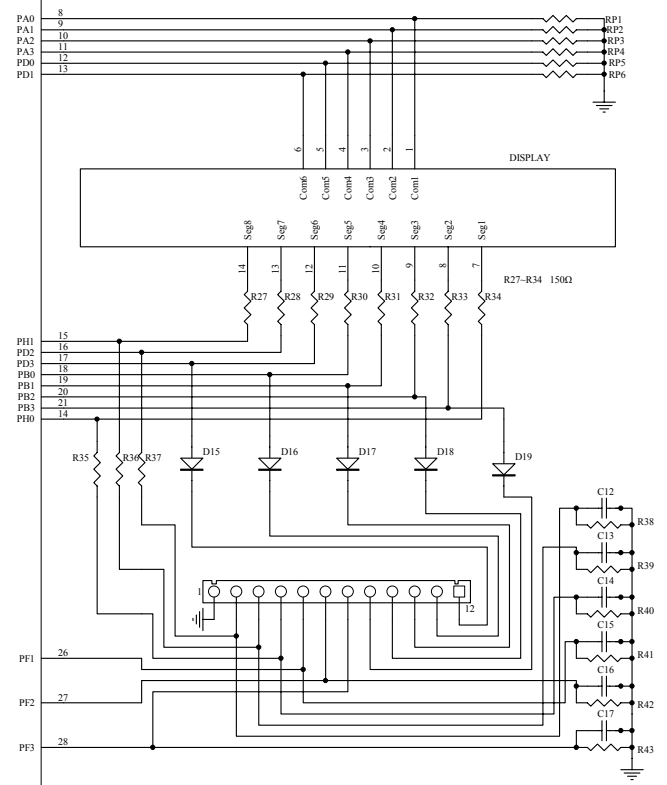 PA0 8 RP1
PA1 9 RP2
PA2 10 RP3
PA3 11 RP4
PD0 12 RP5
PD1 13 RP6
6 5 4 3 2 1
DISPLAY
Com6 Com5 Com4 Com3 Com2 Com1
Seg8 Seg7 Seg6 Seg5 Seg4 Seg3 Seg2 Seg1
14 13 12 11 10 9 8 7
R27~R34 150Ω
R27 R28 R29 R30 R31 R32 R33 R34
PH1 15
PD2 16
PD3 17
PB0 18
PB1 19
PB2 20
PB3 21
PH0 14
R35 R36 R37 D15 D16 D17 D18 D19
C12
R38
C13
R39
C14
1 12
R40
C15
PF1 26
R41
C16
PF2 27
R42
C17
PF3 28
R43